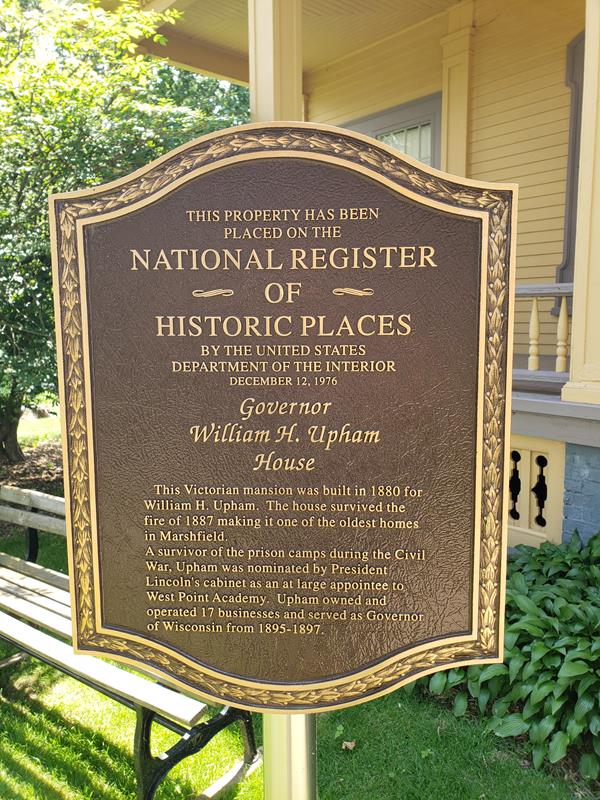 THIS PROPERTY HAS BEEN
PLACED ON THE
NATIONAL REGISTER
OF
HISTORIC PLACES
BY THE UNITED STATES
DEPARTMENT OF THE INTERIOR
DECEMBER 12, 1976
Governor
William H. Upham
House
This Victorian mansion was built in 1880 for
William H. Upham. The house survived the
fire of 1887 making it one of the oldest homes
in Marshfield.
A survivor of the prison camps during the Civil
War, Upham was nominated by President
Lincoln's cabinet as an at large appointee to
West Point Academy. Upham owned and
operated 17 businesses and served as Governor
of Wisconsin from 1895-1897.